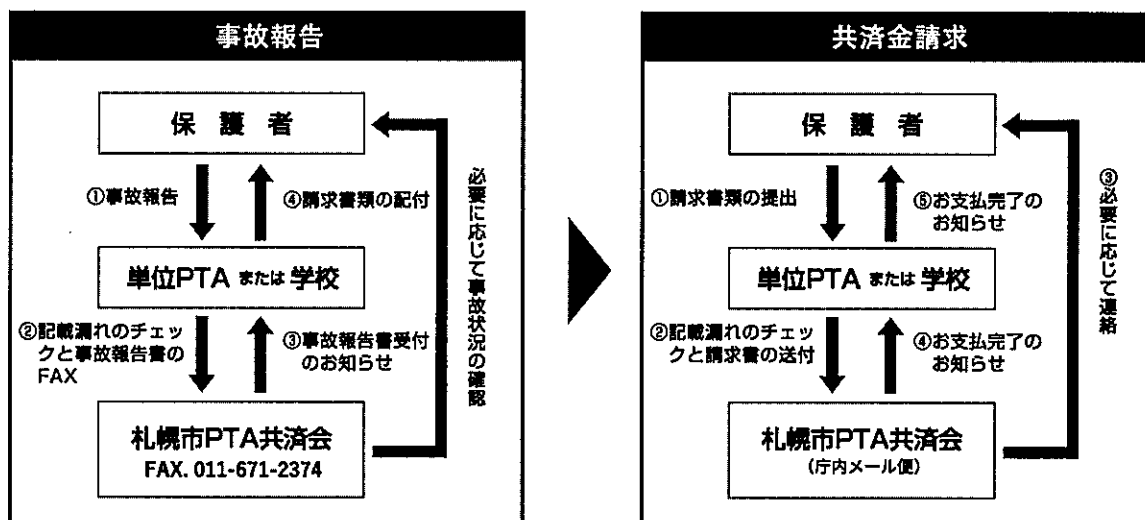 事故報告
保護者
①事故報告
④請求書類の配付
単位PTA または 学校
②記載漏れのチェッ
クと事故報告書の
FAX
③事故報告書受付
のお知らせ
札幌市PTA共済会
FAX. 011-671-2374
必要に応じて事故状況の確認
共済金請求
保護者
①請求書類の提出
⑤お支払完了の
お知らせ
単位PTA または 学校
②記載漏れのチェッ
クと請求書の送付
④お支払完了の
お知らせ
札幌市PTA共済会
(庁内メール便)
③必要に応じて連絡